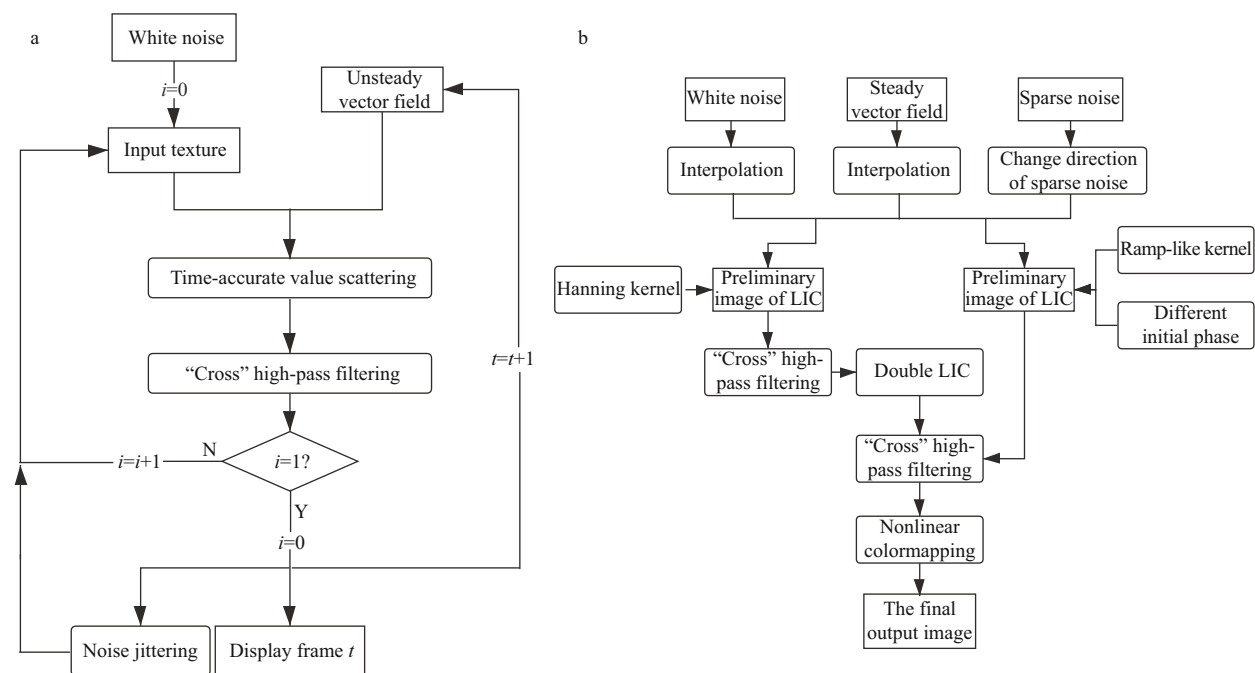 a
White noise
i=0
Unsteady
vector field
Input texture
Time-accurate value scattering
t=t+1
“Cross” high-pass filtering
N
i=i+1
i=1?
Y
i=0
Noise jittering
Display frame t
b
White noise
Steady
vector field
Sparse noise
Interpolation
Interpolation
Change direction
of sparse noise
Hanning kernel
Preliminary
image of LIC
Preliminary
image of LIC
Ramp-like kernel
Different
initial phase
“Cross” high-
pass filtering
Double LIC
“Cross” high-
pass filtering
Nonlinear
colormapping
The final
output image